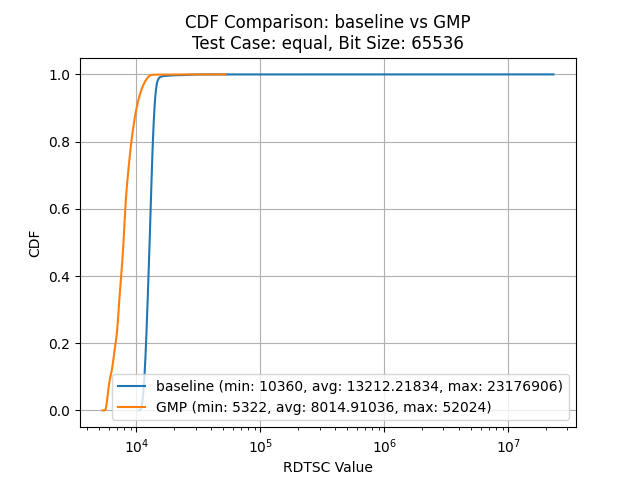 CDF Comparison: baseline vs GMP
Test Case: equal, Bit Size: 65536
CDF
1.0
0.8
0.6
0.4
0.2
0.0
baseline (min: 10360, avg: 13212.21834, max: 23176906)
GMP (min: 5322, avg: 8014.91036, max: 52024)
10⁴ 10⁵ 10⁶ 10⁷
RDTSC Value